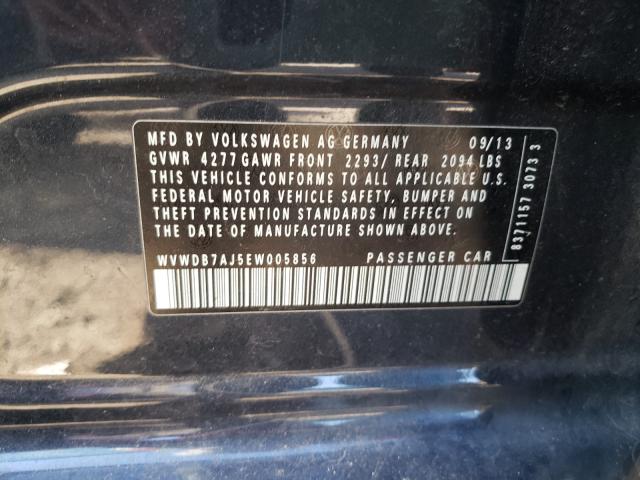 MFD BY VOLKSWAGEN AG GERMANY 09/13
GVWR 4277 GAWR FRONT 2293/ REAR 2094 LBS
THIS VEHICLE CONFORMS TO ALL APPLICABLE U.S.
FEDERAL MOTOR VEHICLE SAFETY, BUMPER AND
THEFT PREVENTION STANDARDS IN EFFECT ON
THE DATE OF MANUFACTURE SHOWN ABOVE.
WVWDB7AJ5EW005856 PASSENGER CAR
8371157 3073 3